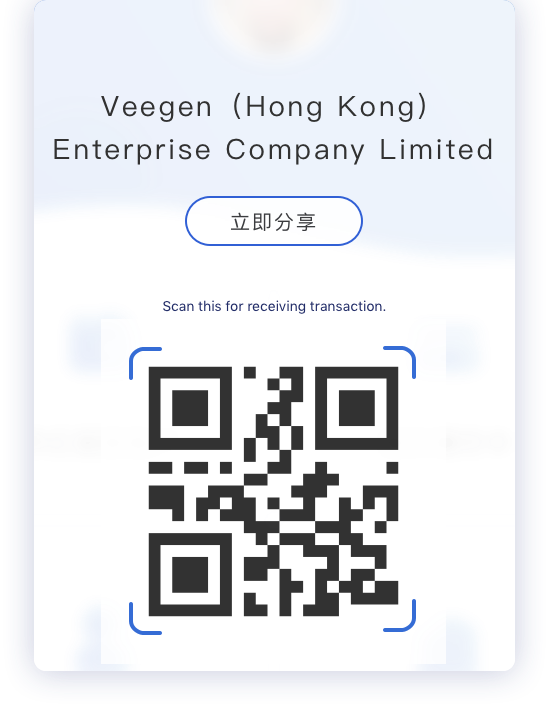 Veegen（Hong Kong）
Enterprise Company Limited
立即分享
Scan this for receiving transaction.